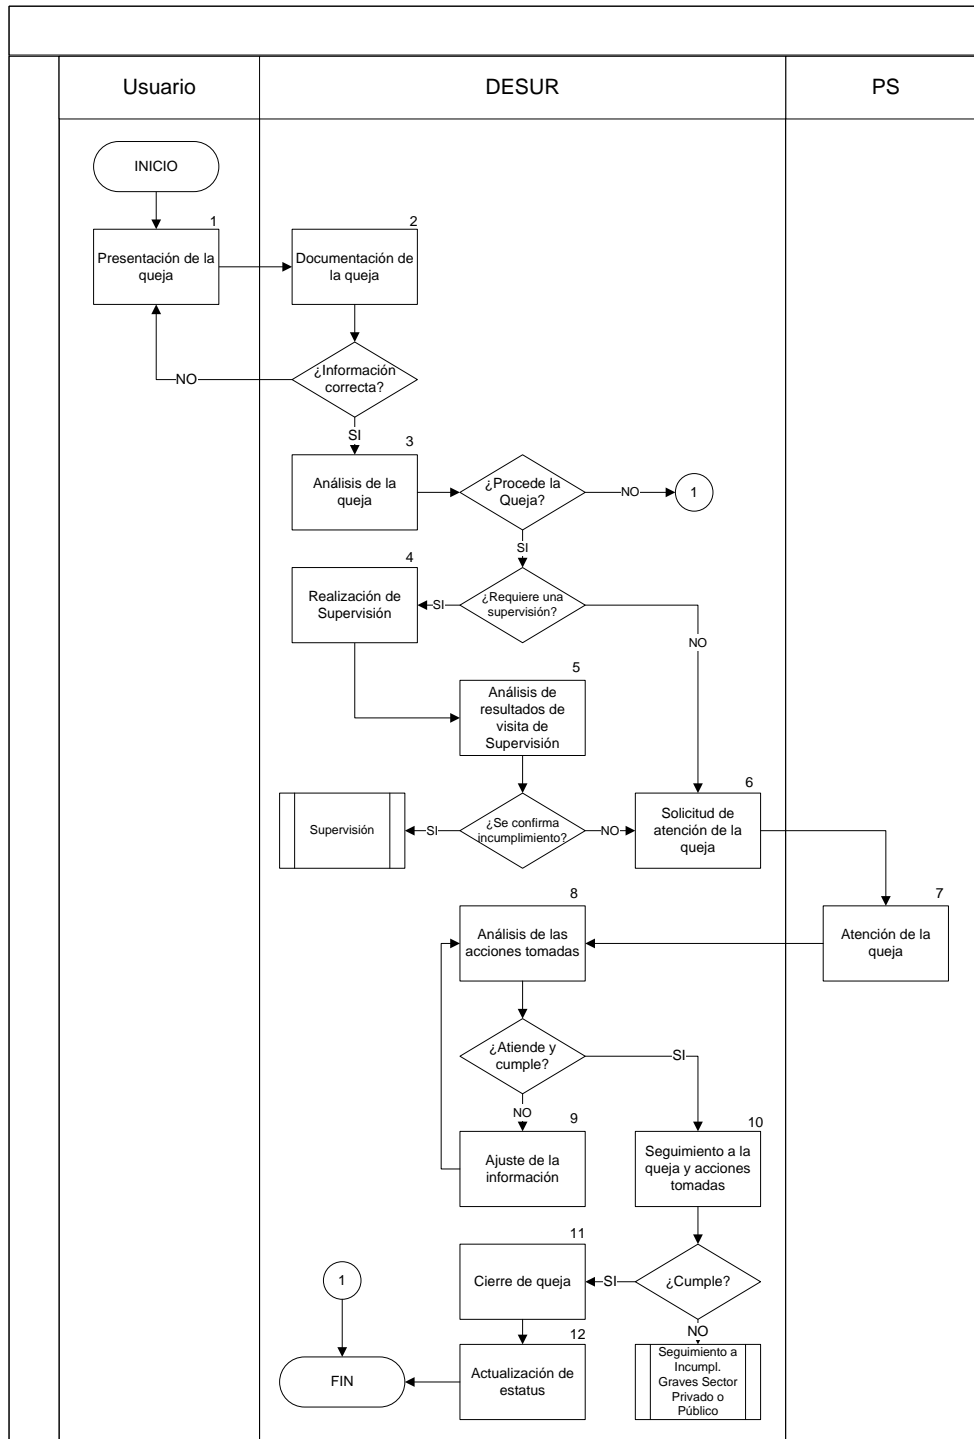 Usuario
DESUR
PS
INICIO
1
Presentación de la
queja
2
Documentación de
la queja
¿Información
correcta?
NO
SI
3
Análisis de la
queja
¿Procede la
Queja?
NO
1
SI
4
Realización de
Supervisión
SI
¿Requiere una
supervisión?
NO
5
Análisis de
resultados de
visita de
Supervisión
Supervisión
SI
¿Se confirma
incumplimiento?
NO
6
Solicitud de
atención de la
queja
7
Atención de la
queja
8
Análisis de las
acciones tomadas
¿Atiende y
cumple?
SI
NO
9
Ajuste de la
información
10
Seguimiento a la
queja y acciones
tomadas
11
Cierre de queja
SI
¿Cumple?
1
NO
12
Actualización de
estatus
FIN
Seguimiento a
Incumpl.
Graves Sector
Privado o
Público